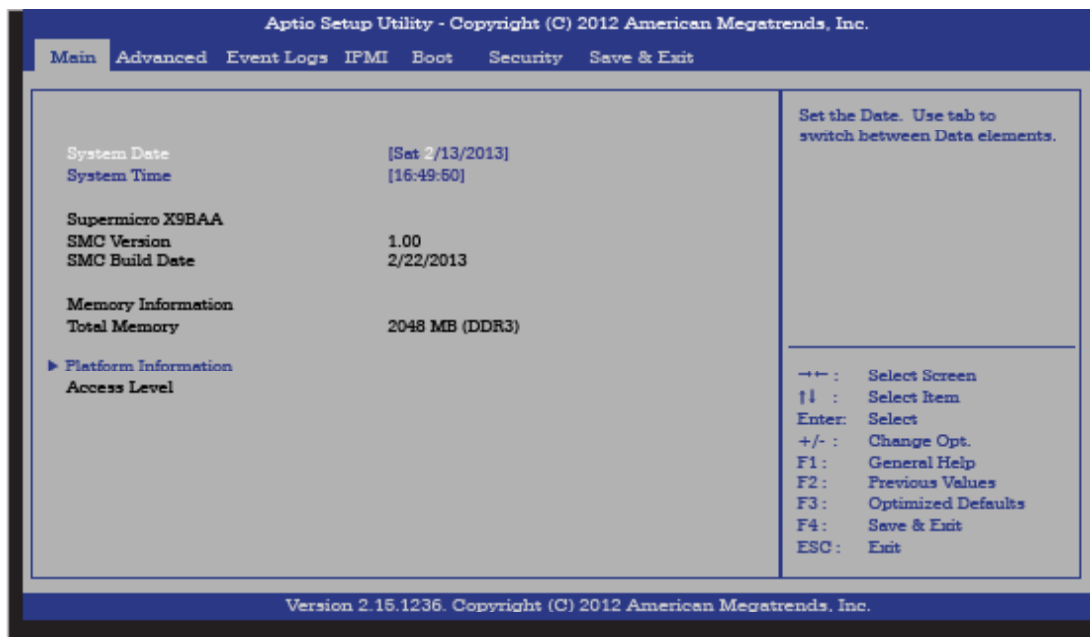 Aptio Setup Utility - Copyright (C) 2012 American Megatrends, Inc.
Main Advanced Event Logs IPMI Boot Security Save & Exit
System Date [Sat 2/13/2013]
System Time [16:49:50]
Supermicro X9BAA
SMC Version 1.00
SMC Build Date 2/22/2013
Memory Information
Total Memory 2048 MB (DDR3)
▶ Platform Information
Access Level
Set the Date. Use tab to
switch between Data elements.
→← : Select Screen
↑↓ : Select Item
Enter: Select
+/- : Change Opt.
F1 : General Help
F2 : Previous Values
F3 : Optimized Defaults
F4 : Save & Exit
ESC : Exit
Version 2.15.1236. Copyright (C) 2012 American Megatrends, Inc.